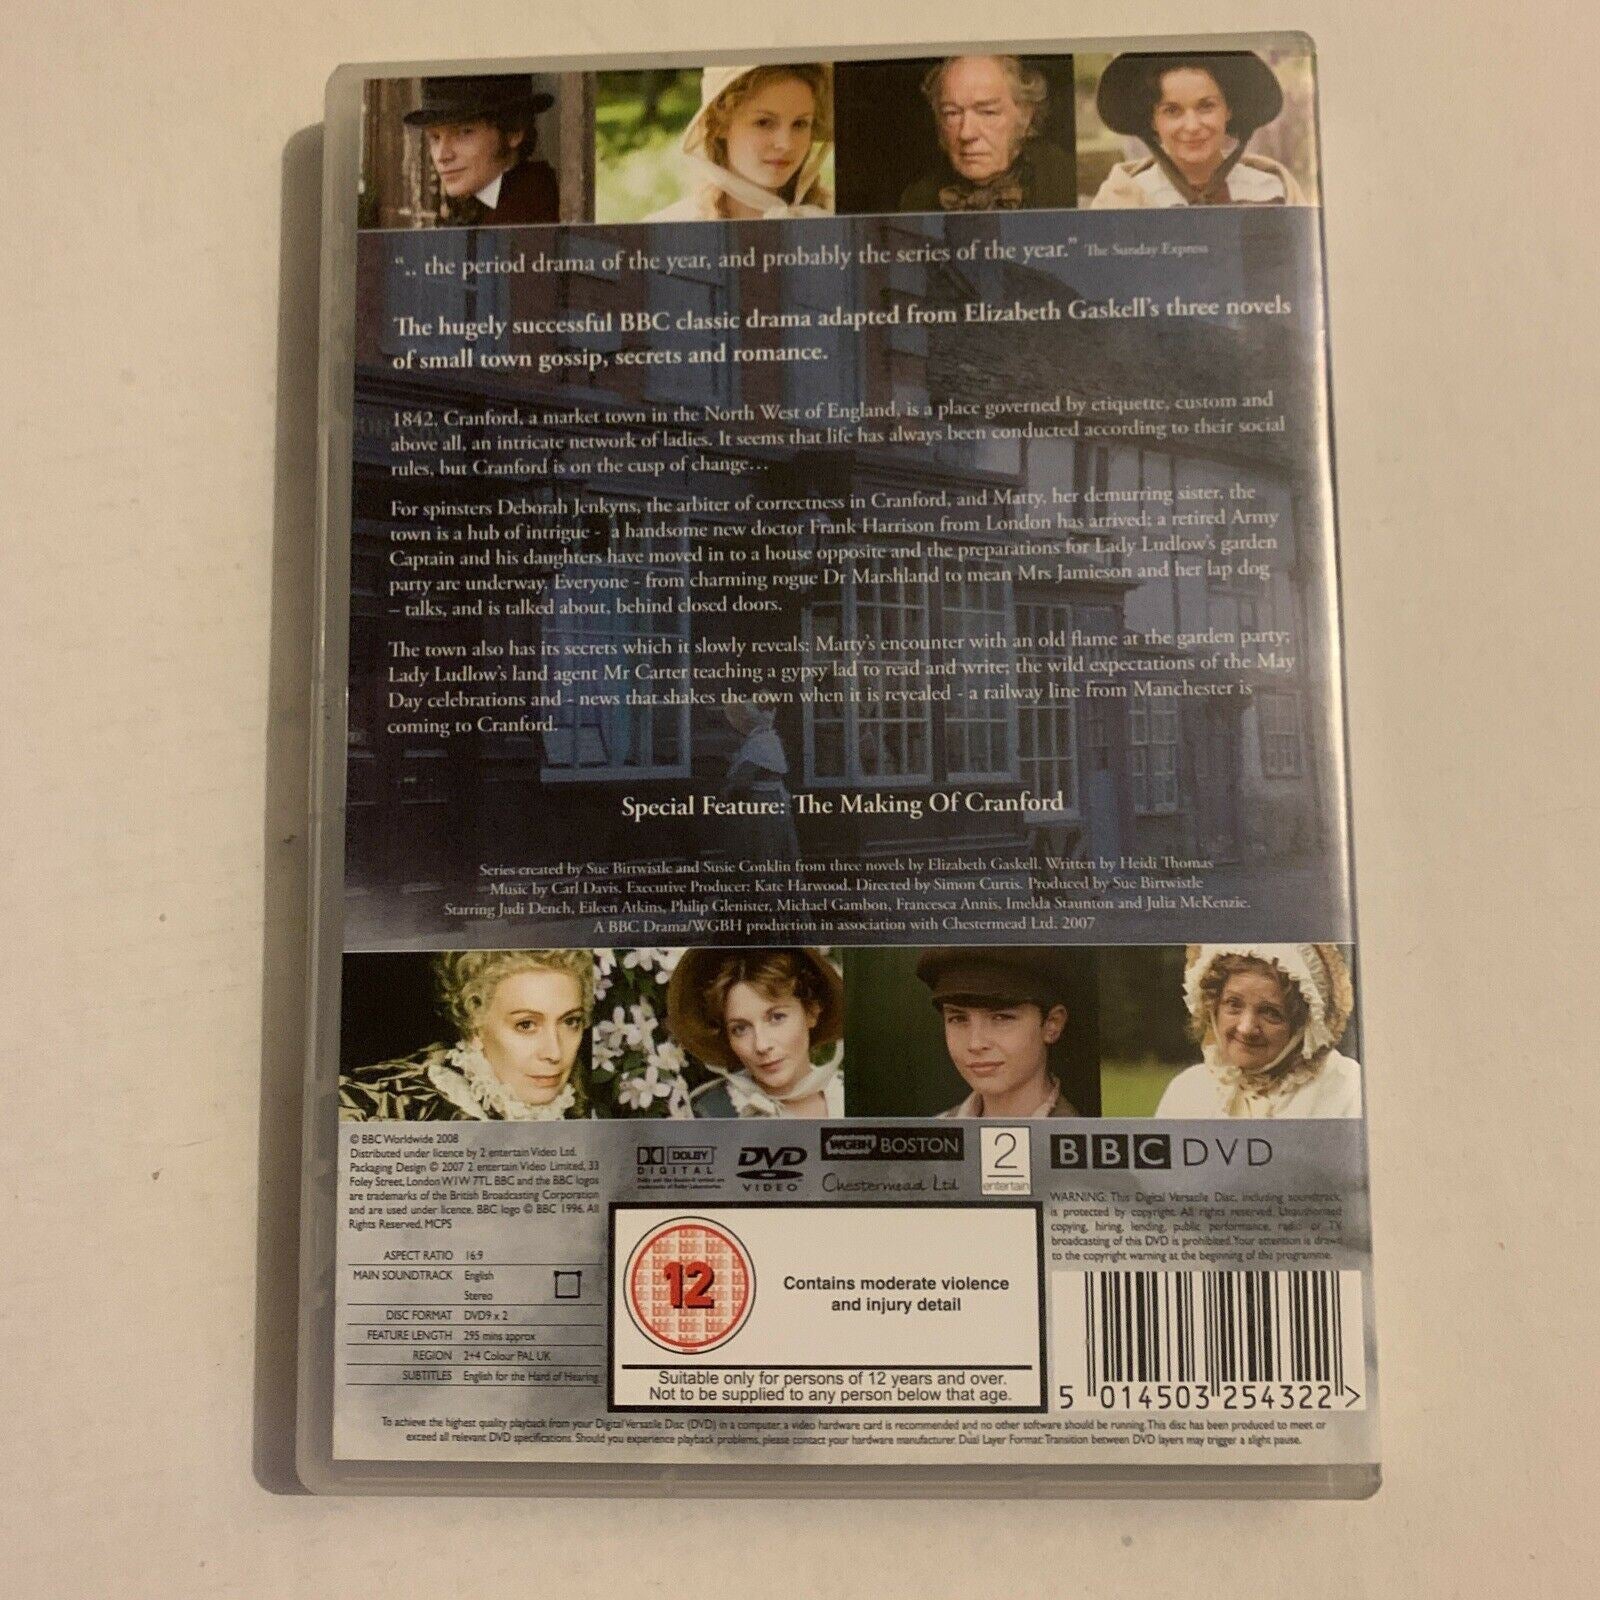 ".. the period drama of the year, and probably the series of the year." The Sunday Express
The hugely successful BBC classic drama adapted from Elizabeth Gaskell's three novels
of small town gossip, secrets and romance.
1842. Cranford, a market town in the North West of England, is a place governed by etiquette, custom and
above all, an intricate network of ladies. It seems that life has always been conducted according to their social
rules, but Cranford is on the cusp of change...
For spinsters Deborah Jenkyns, the arbiter of correctness in Cranford, and Matty, her demurring sister, the
town is a hub of intrigue - a handsome new doctor Frank Harrison from London has arrived; a retired Army
Captain and his daughters have moved in to a house opposite and the preparations for Lady Ludlow's garden
party are underway. Everyone - from charming rogue Dr Marshland to mean Mrs Jamieson and her lap dog
– talks, and is talked about, behind closed doors.
The town also has its secrets which it slowly reveals: Matty's encounter with an old flame at the garden party;
Lady Ludlow's land agent Mr Carter teaching a gypsy lad to read and write; the wild expectations of the May
Day celebrations and - news that shakes the town when it is revealed - a railway line from Manchester is
coming to Cranford.
Special Feature: The Making Of Cranford
Series created by Sue Birtwistle and Susie Conklin from three novels by Elizabeth Gaskell. Written by Heidi Thomas
Music by Carl Davis. Executive Producer: Kate Harwood. Directed by Simon Curtis. Produced by Sue Birtwistle
Starring Judi Dench, Eileen Atkins, Philip Glenister, Michael Gambon, Francesca Annis, Imelda Staunton and Julia McKenzie.
A BBC Drama/WGBH production in association with Chestermead Ltd. 2007
© BBC Worldwide 2008
Distributed under licence by 2 entertain Video Ltd.
Packaging Design © 2007 2 entertain Video Limited, 33
Foley Street, London W1W 7TL BBC and the BBC logos
are trademarks of the British Broadcasting Corporation
and are used under licence. BBC logo © BBC 1996. All
Rights Reserved. MCPS
ASPECT RATIO 16:9
MAIN SOUNDTRACK English
Stereo
DISC FORMAT DVD9 x 2
FEATURE LENGTH 295 mins approx
REGION 2+4 Colour PAL UK
SUBTITLES English for the Hard of Hearing
DOLBY
DIGITAL
DVD
VIDEO
WGBH BOSTON
Chestermead Ltd
2
entertain
BBC DVD
WARNING: This Digital Versatile Disc, including soundtrack,
is protected by copyright. All rights reserved. Unauthorised
copying, hiring, lending, public performance, radio or TV
broadcasting of this DVD is prohibited. Your attention is drawn
to the copyright warning at the beginning of the programme.
12
Contains moderate violence
and injury detail
Suitable only for persons of 12 years and over.
Not to be supplied to any person below that age.
5 014503 254322 >
To achieve the highest quality playback from your Digital Versatile Disc (DVD) in a computer, a video hardware card is recommended and no other software should be running. This disc has been produced to meet or
exceed all relevant DVD specifications. Should you experience playback problems, please contact your hardware manufacturer. Dual Layer Format: Transition between DVD layers may trigger a slight pause.